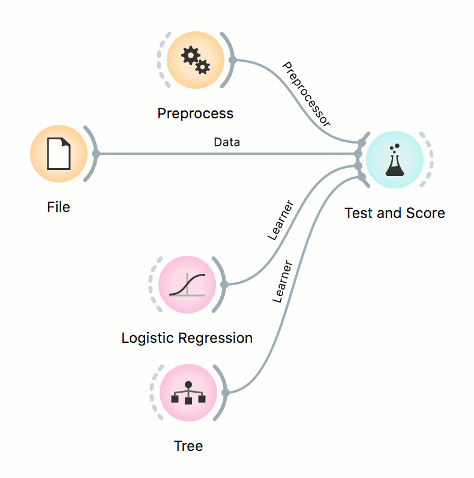 Preprocess
Preprocessor
Data
File
Test and Score
Learner
Logistic Regression
Learner
Tree